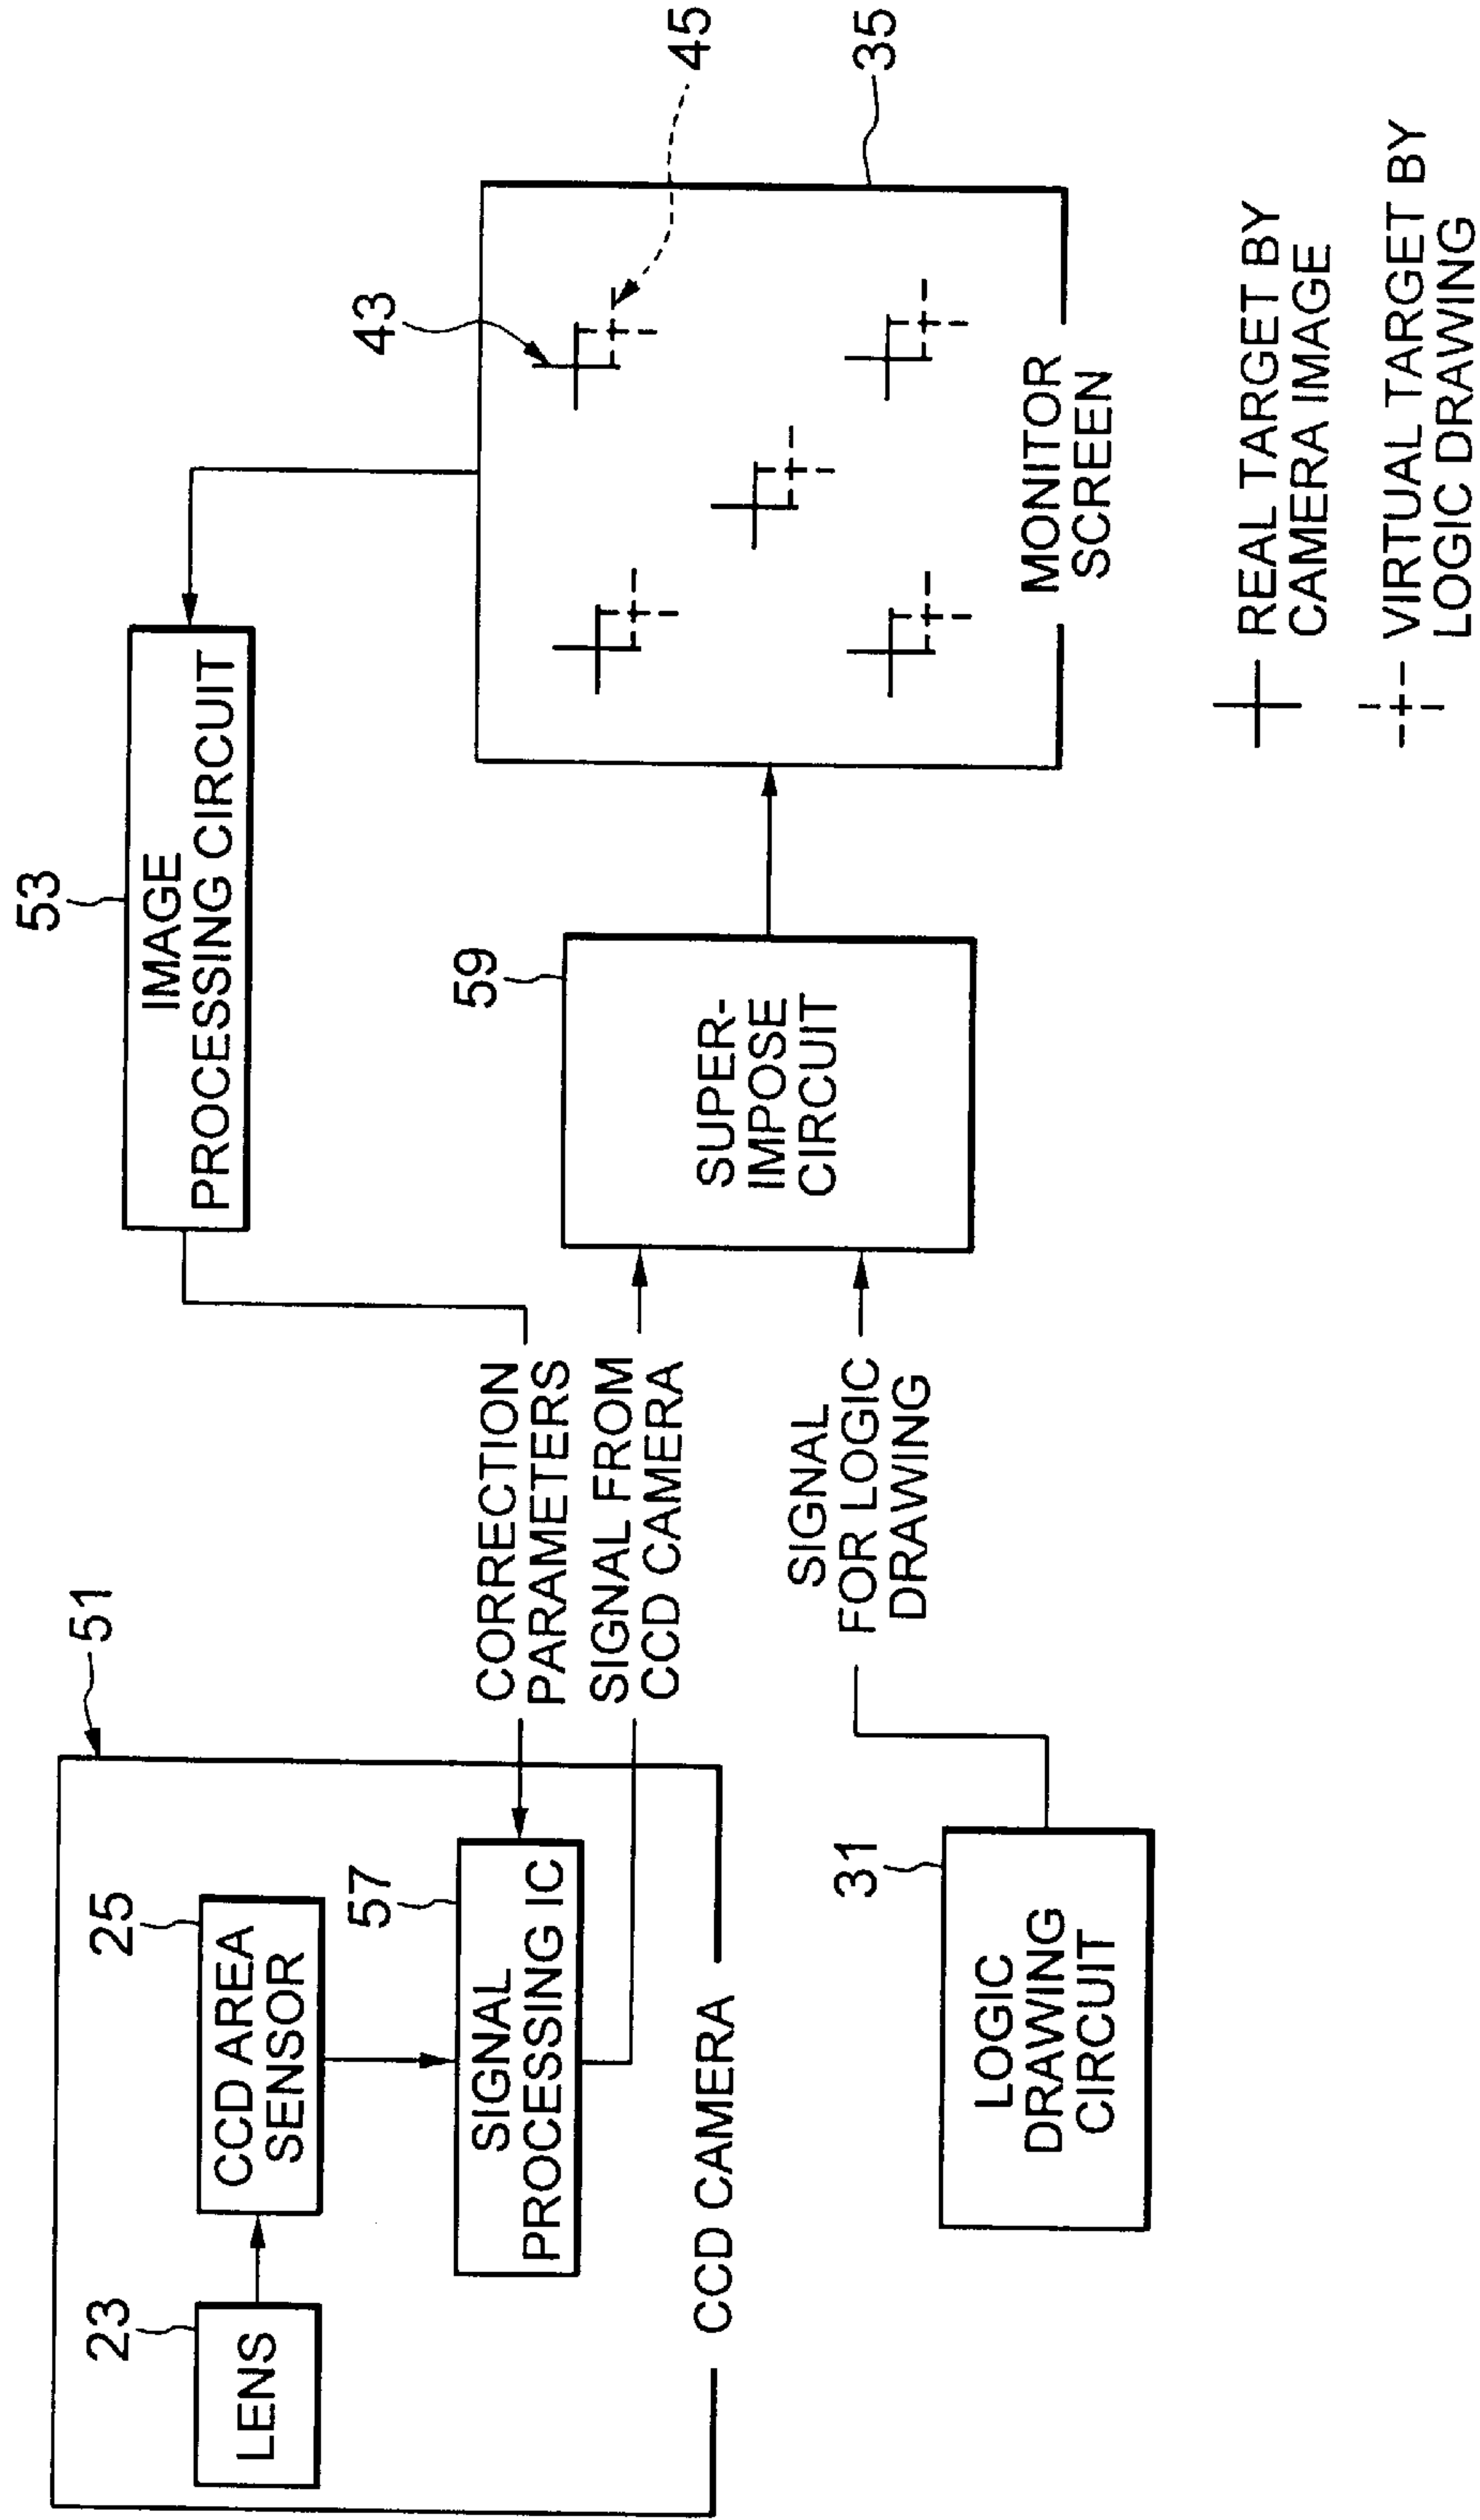 51
23
LENS
25
CCD AREA
SENSOR
57
SIGNAL
PROCESSING IC
CCD CAMERA
31
LOGIC
DRAWING
CIRCUIT
CORRECTION
PARAMETERS
SIGNAL FROM
CCD CAMERA
SIGNAL
FOR LOGIC
DRAWING
53
IMAGE
PROCESSING CIRCUIT
59
SUPER-
IMPOSE
CIRCUIT
43
45
35
MONITOR
SCREEN
REAL TARGET BY
CAMERA IMAGE
VIRTUAL TARGET BY
LOGIC DRAWING